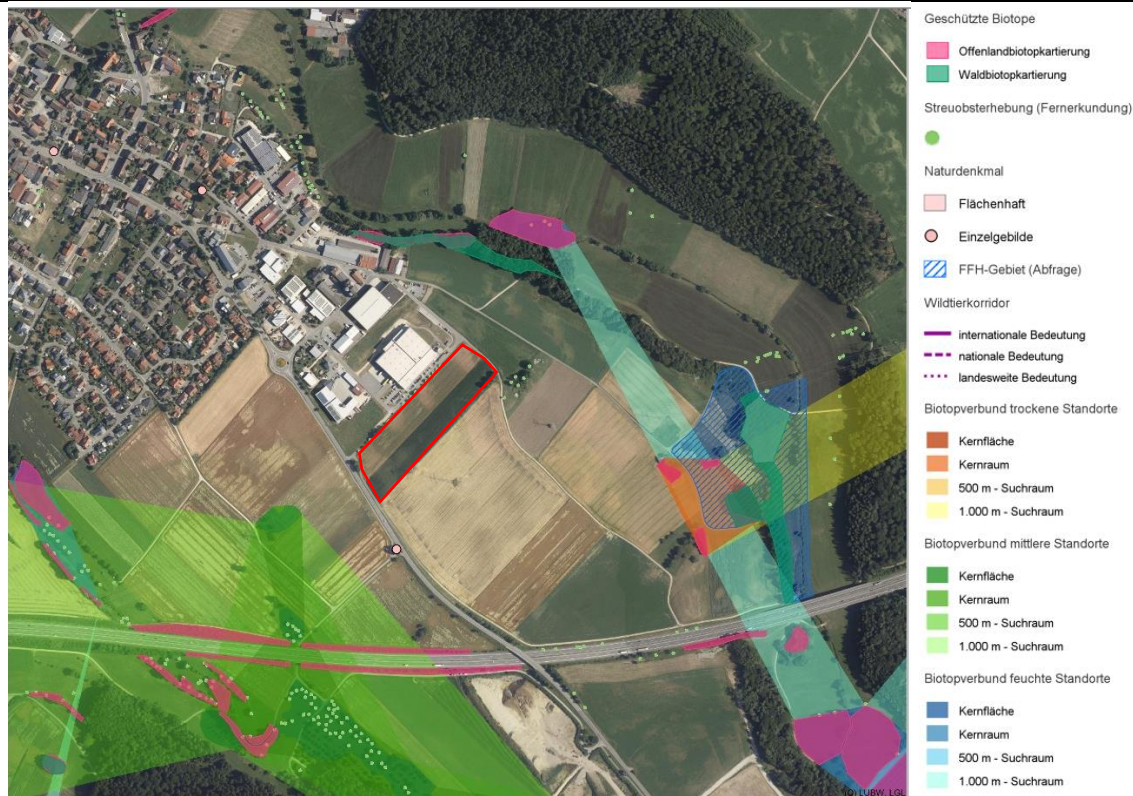 Geschützte Biotope
Offenlandbiotopkartierung
Waldbiotopkartierung
Streuobsterhebung (Fernerkundung)
Naturdenkmal
Flächenhaft
Einzelgebilde
FFH-Gebiet (Abfrage)
Wildtierkorridor
internationale Bedeutung
nationale Bedeutung
landesweite Bedeutung
Biotopverbund trockene Standorte
Kernfläche
Kernraum
500 m - Suchraum
1.000 m - Suchraum
Biotopverbund mittlere Standorte
Kernfläche
Kernraum
500 m - Suchraum
1.000 m - Suchraum
Biotopverbund feuchte Standorte
Kernfläche
Kernraum
500 m - Suchraum
1.000 m - Suchraum
(C) LUBW, LGL